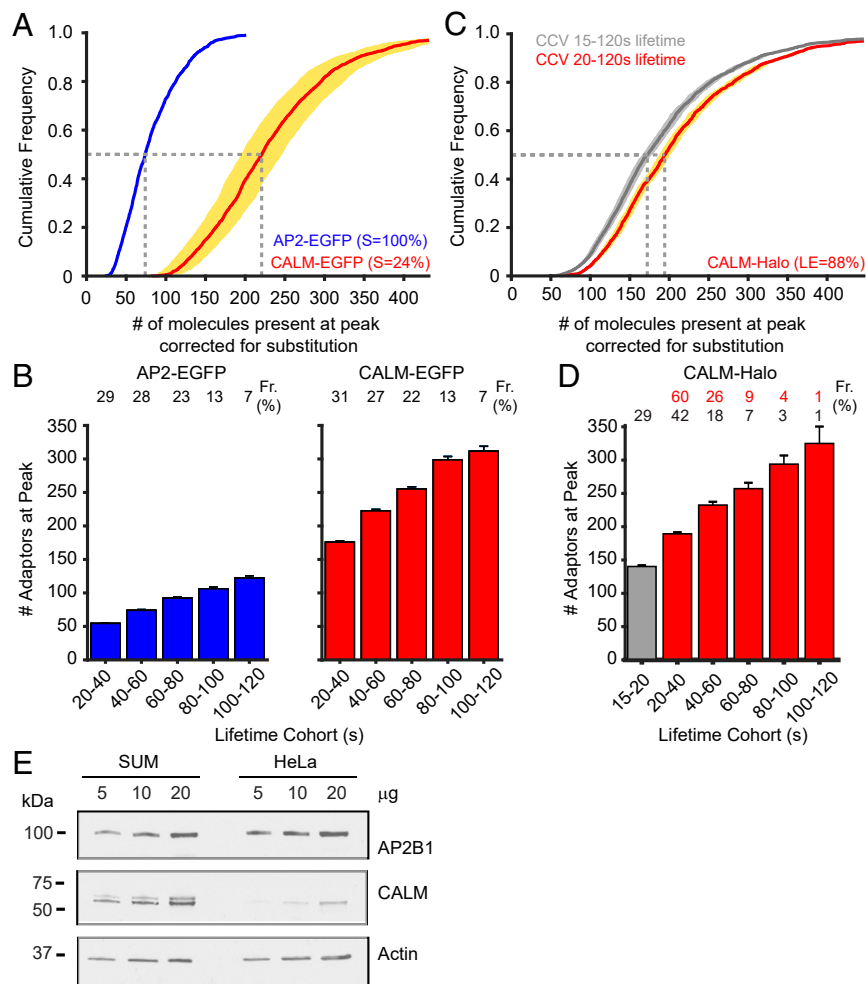 A
1.0
0.8
0.6
0.4
0.2
0
Cumulative Frequency
AP2-EGFP (S=100%)
CALM-EGFP (S=24%)
0 50 100 150 200 250 300 350 400
# of molecules present at peak
corrected for substitution
C
CCV 15-120s lifetime
CCV 20-120s lifetime
1.0
0.8
0.6
0.4
0.2
0
Cumulative Frequency
CALM-Halo (LE=88%)
0 50 100 150 200 250 300 350 400
# of molecules present at peak
corrected for substitution
B
AP2-EGFP
29 28 23 13 7 Fr.
(%)
CALM-EGFP
31 27 22 13 7 Fr.
(%)
350
300
250
200
150
100
50
0
# Adaptors at Peak
20-40 40-60 60-80 80-100 100-120
20-40 40-60 60-80 80-100 100-120
Lifetime Cohort (s)
D
CALM-Halo
60 26 9 4 1 Fr.
29 42 18 7 3 1 (%)
350
300
250
200
150
100
50
0
# Adaptors at Peak
15-20 20-40 40-60 60-80 80-100 100-120
Lifetime Cohort (s)
E
SUM HeLa
kDa 5 10 20 5 10 20 µg
100
AP2B1
75
50
CALM
37
Actin